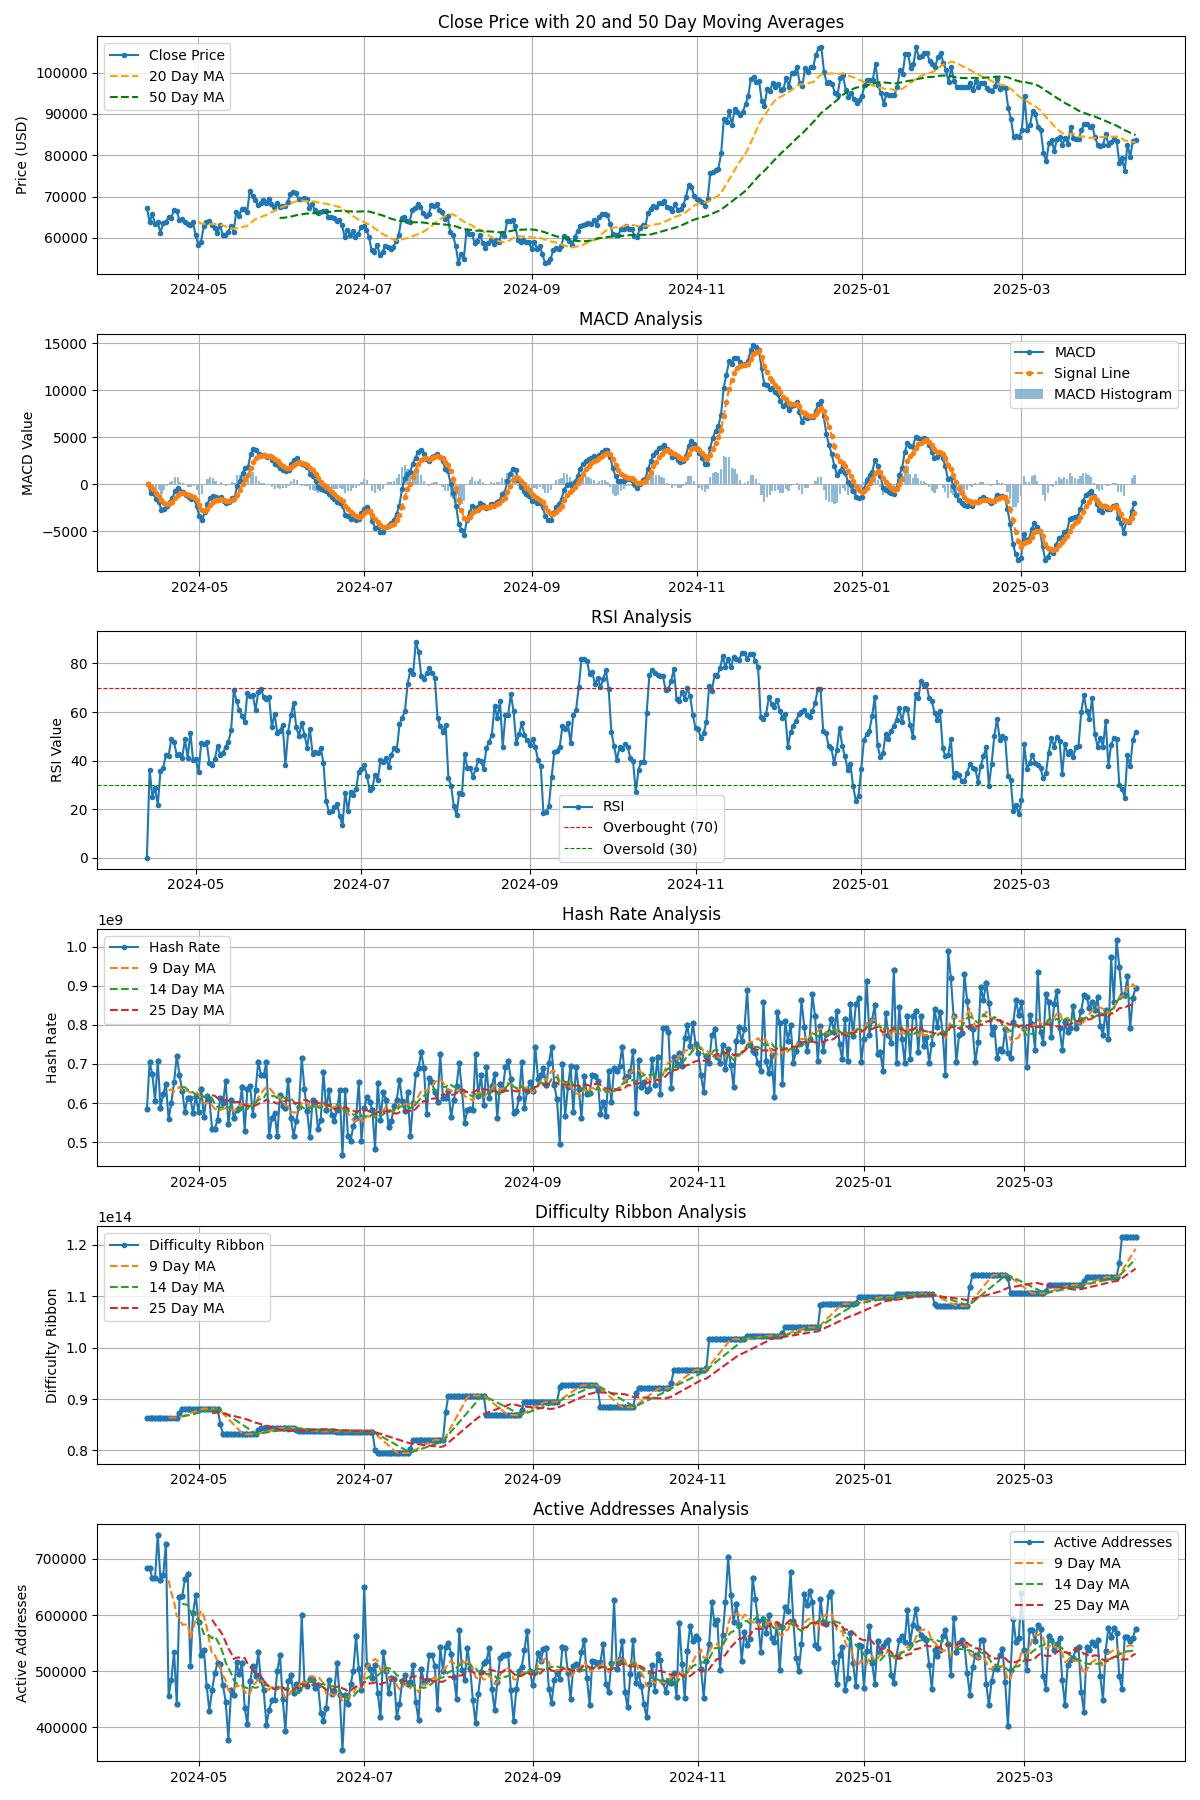 Close Price with 20 and 50 Day Moving Averages
Close Price
20 Day MA
50 Day MA
Price (USD)
100000
90000
80000
70000
60000
2024-05 2024-07 2024-09 2024-11 2025-01 2025-03
MACD Analysis
MACD
Signal Line
MACD Histogram
MACD Value
15000
10000
5000
0
−5000
2024-05 2024-07 2024-09 2024-11 2025-01 2025-03
RSI Analysis
RSI Value
80
60
40
20
0
RSI
Overbought (70)
Oversold (30)
2024-05 2024-07 2024-09 2024-11 2025-01 2025-03
Hash Rate Analysis
1e9
Hash Rate
9 Day MA
14 Day MA
25 Day MA
Hash Rate
1.0
0.9
0.8
0.7
0.6
0.5
2024-05 2024-07 2024-09 2024-11 2025-01 2025-03
Difficulty Ribbon Analysis
1e14
Difficulty Ribbon
9 Day MA
14 Day MA
25 Day MA
Difficulty Ribbon
1.2
1.1
1.0
0.9
0.8
2024-05 2024-07 2024-09 2024-11 2025-01 2025-03
Active Addresses Analysis
Active Addresses
9 Day MA
14 Day MA
25 Day MA
Active Addresses
700000
600000
500000
400000
2024-05 2024-07 2024-09 2024-11 2025-01 2025-03